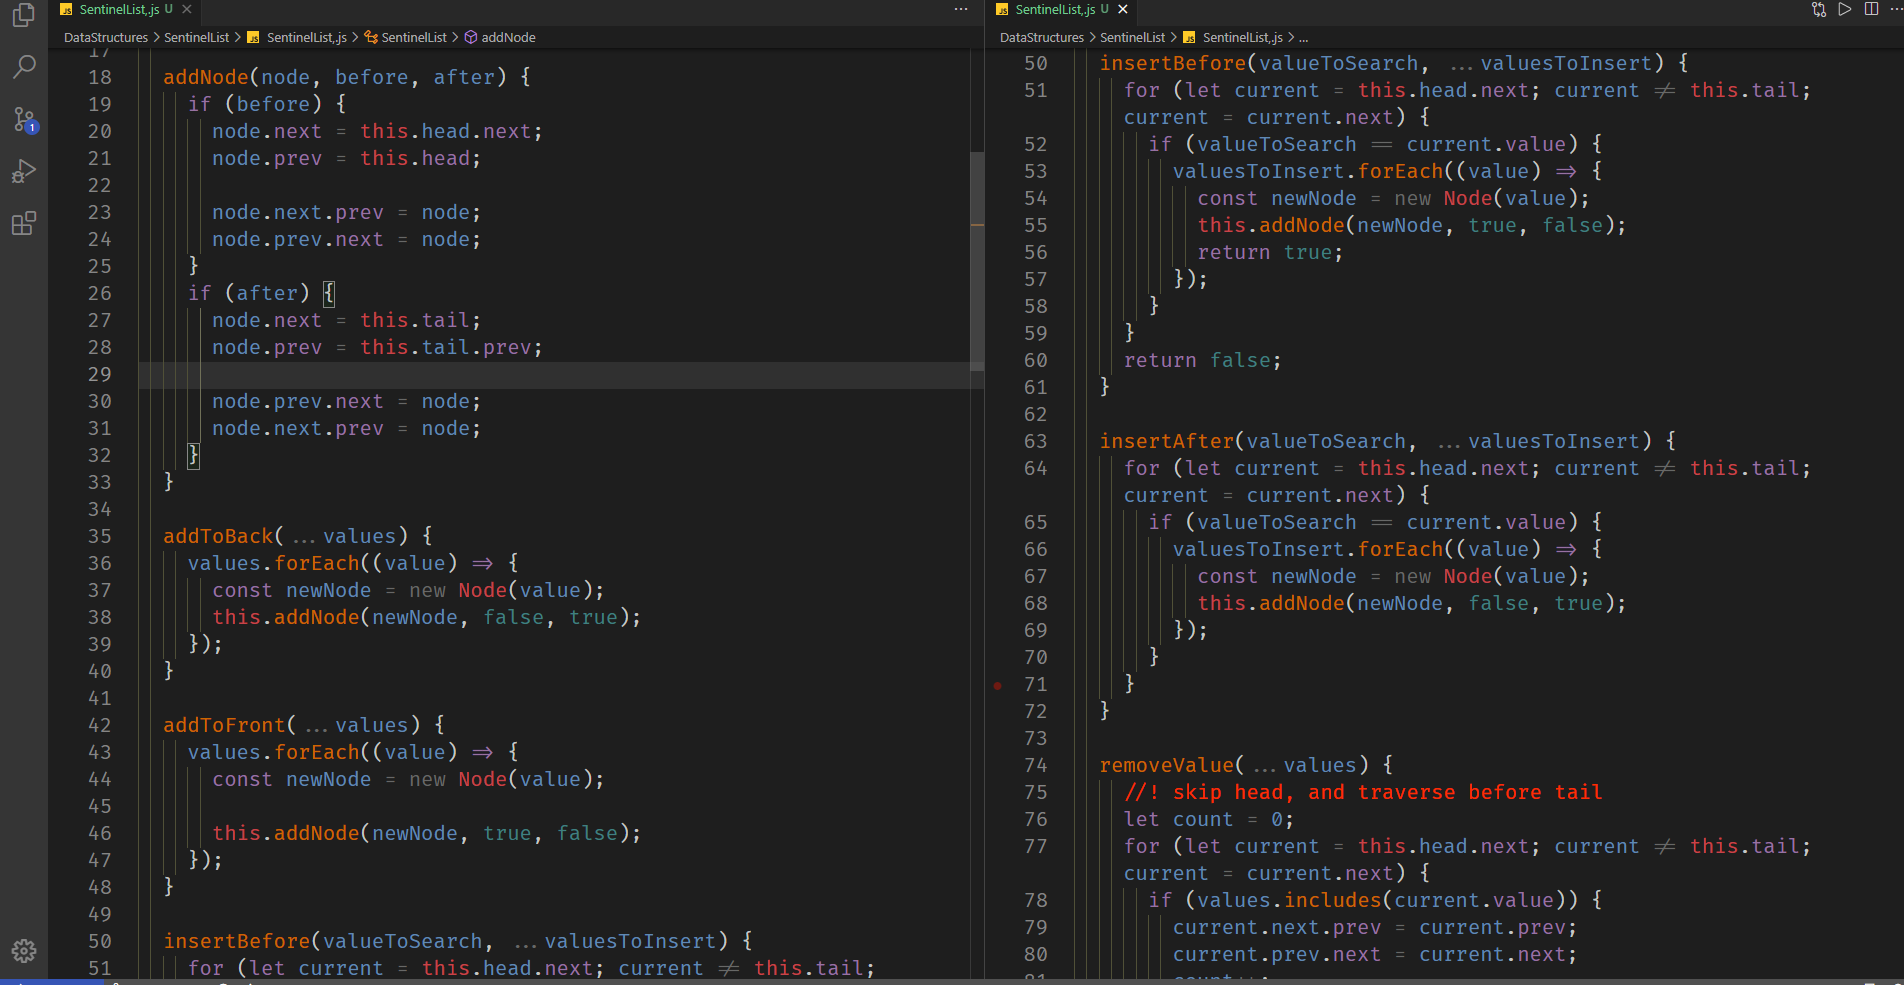 JS SentinelList,.js U ×
DataStructures > SentinelList > JS SentinelList,.js > SentinelList > addNode
17
18 addNode(node, before, after) {
19 if (before) {
20 node.next = this.head.next;
21 node.prev = this.head;
22
23 node.next.prev = node;
24 node.prev.next = node;
25 }
26 if (after) {
27 node.next = this.tail;
28 node.prev = this.tail.prev;
29
30 node.prev.next = node;
31 node.next.prev = node;
32 }
33 }
34
35 addToBack( ...values) {
36 values.forEach((value) => {
37 const newNode = new Node(value);
38 this.addNode(newNode, false, true);
39 });
40 }
41
42 addToFront( ...values) {
43 values.forEach((value) => {
44 const newNode = new Node(value);
45
46 this.addNode(newNode, true, false);
47 });
48 }
49
50 insertBefore(valueToSearch, ...valuesToInsert) {
51 for (let current = this.head.next; current ≠ this.tail;
1
JS SentinelList,.js U ×
DataStructures > SentinelList > JS SentinelList,.js > ...
50 insertBefore(valueToSearch, ...valuesToInsert) {
51 for (let current = this.head.next; current ≠ this.tail;
current = current.next) {
52 if (valueToSearch == current.value) {
53 valuesToInsert.forEach((value) => {
54 const newNode = new Node(value);
55 this.addNode(newNode, true, false);
56 return true;
57 });
58 }
59 }
60 return false;
61 }
62
63 insertAfter(valueToSearch, ...valuesToInsert) {
64 for (let current = this.head.next; current ≠ this.tail;
current = current.next) {
65 if (valueToSearch == current.value) {
66 valuesToInsert.forEach((value) => {
67 const newNode = new Node(value);
68 this.addNode(newNode, false, true);
69 });
70 }
71 }
72 }
73
74 removeValue( ...values) {
75 //! skip head, and traverse before tail
76 let count = 0;
77 for (let current = this.head.next; current ≠ this.tail;
current = current.next) {
78 if (values.includes(current.value)) {
79 current.next.prev = current.prev;
80 current.prev.next = current.next;